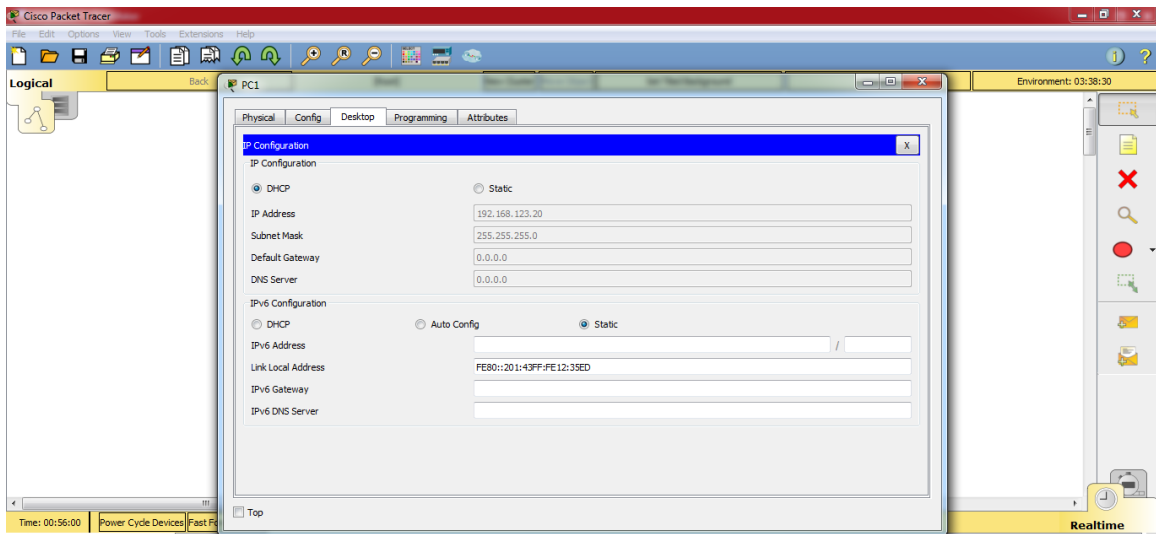 Cisco Packet Tracer
File Edit Options View Tools Extensions Help
Logical
Back
Environment: 03:38:30
PC1
Physical Config Desktop Programming Attributes
IP Configuration
X
IP Configuration
DHCP Static
IP Address 192.168.123.20
Subnet Mask 255.255.255.0
Default Gateway 0.0.0.0
DNS Server 0.0.0.0
IPv6 Configuration
DHCP Auto Config Static
IPv6 Address /
Link Local Address FE80::201:43FF:FE12:35ED
IPv6 Gateway
IPv6 DNS Server
Top
Time: 00:56:00 Power Cycle Devices Fast Fo
Realtime